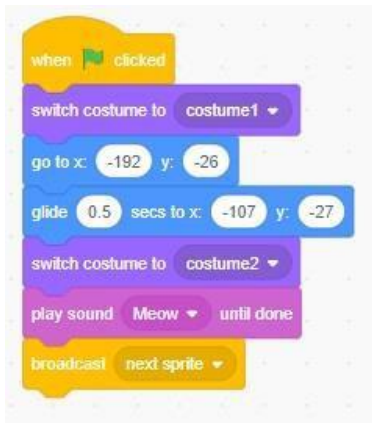 when clicked
switch costume to costume1
go to x: -192 y: -26
glide 0.5 secs to x: -107 y: -27
switch costume to costume2
play sound Meow until done
broadcast next sprite